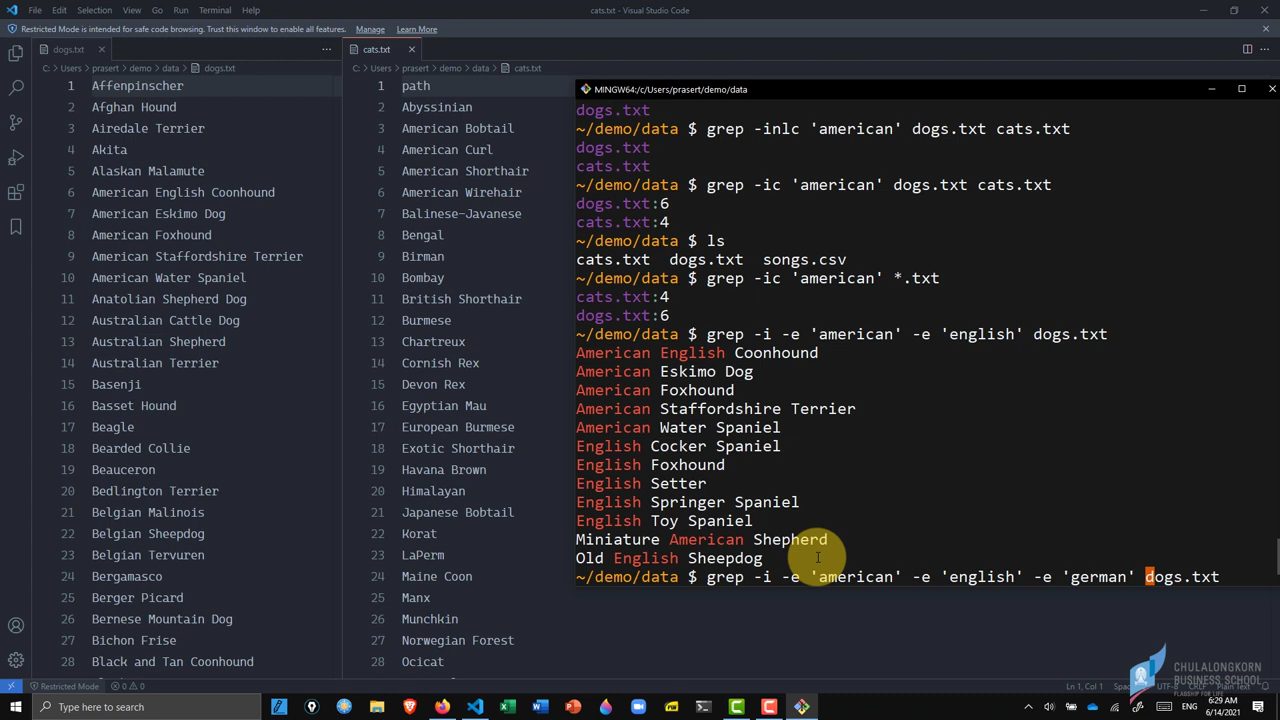 File Edit Selection View Go Run Terminal Help
cats.txt - Visual Studio Code
Restricted Mode is intended for safe code browsing. Trust this window to enable all features. Manage Learn More
dogs.txt
C: > Users > prasert > demo > data > dogs.txt
1 Affenpinscher
2 Afghan Hound
3 Airedale Terrier
4 Akita
5 Alaskan Malamute
6 American English Coonhound
7 American Eskimo Dog
8 American Foxhound
9 American Staffordshire Terrier
10 American Water Spaniel
11 Anatolian Shepherd Dog
12 Australian Cattle Dog
13 Australian Shepherd
14 Australian Terrier
15 Basenji
16 Basset Hound
17 Beagle
18 Bearded Collie
19 Beauceron
20 Bedlington Terrier
21 Belgian Malinois
22 Belgian Sheepdog
23 Belgian Tervuren
24 Bergamasco
25 Berger Picard
26 Bernese Mountain Dog
27 Bichon Frise
28 Black and Tan Coonhound
cats.txt
C: > Users > prasert > demo > data > cats.txt
1 path
2 Abyssinian
3 American Bobtail
4 American Curl
5 American Shorthair
6 American Wirehair
7 Balinese-Javanese
8 Bengal
9 Birman
10 Bombay
11 British Shorthair
12 Burmese
13 Chartreux
14 Cornish Rex
15 Devon Rex
16 Egyptian Mau
17 European Burmese
18 Exotic Shorthair
19 Havana Brown
20 Himalayan
21 Japanese Bobtail
22 Korat
23 LaPerm
24 Maine Coon
25 Manx
26 Munchkin
27 Norwegian Forest
28 Ocicat
MINGW64:/c/Users/prasert/demo/data
dogs.txt
~/demo/data $ grep -inlc 'american' dogs.txt cats.txt
dogs.txt
cats.txt
~/demo/data $ grep -ic 'american' dogs.txt cats.txt
dogs.txt:6
cats.txt:4
~/demo/data $ ls
cats.txt dogs.txt songs.csv
~/demo/data $ grep -ic 'american' *.txt
cats.txt:4
dogs.txt:6
~/demo/data $ grep -i -e 'american' -e 'english' dogs.txt
American English Coonhound
American Eskimo Dog
American Foxhound
American Staffordshire Terrier
American Water Spaniel
English Cocker Spaniel
English Foxhound
English Setter
English Springer Spaniel
English Toy Spaniel
Miniature American Shepherd
Old English Sheepdog
~/demo/data $ grep -i -e 'american' -e 'english' -e 'german' dogs.txt
CHULALONGKORN
BUSINESS SCHOOL
FLAGSHIP FOR LIFE
Restricted Mode 0 0
Ln 1, Col 1 UTF-8 CRLF Plain Text
Type here to search
ENG 6:29 AM
6/14/2021